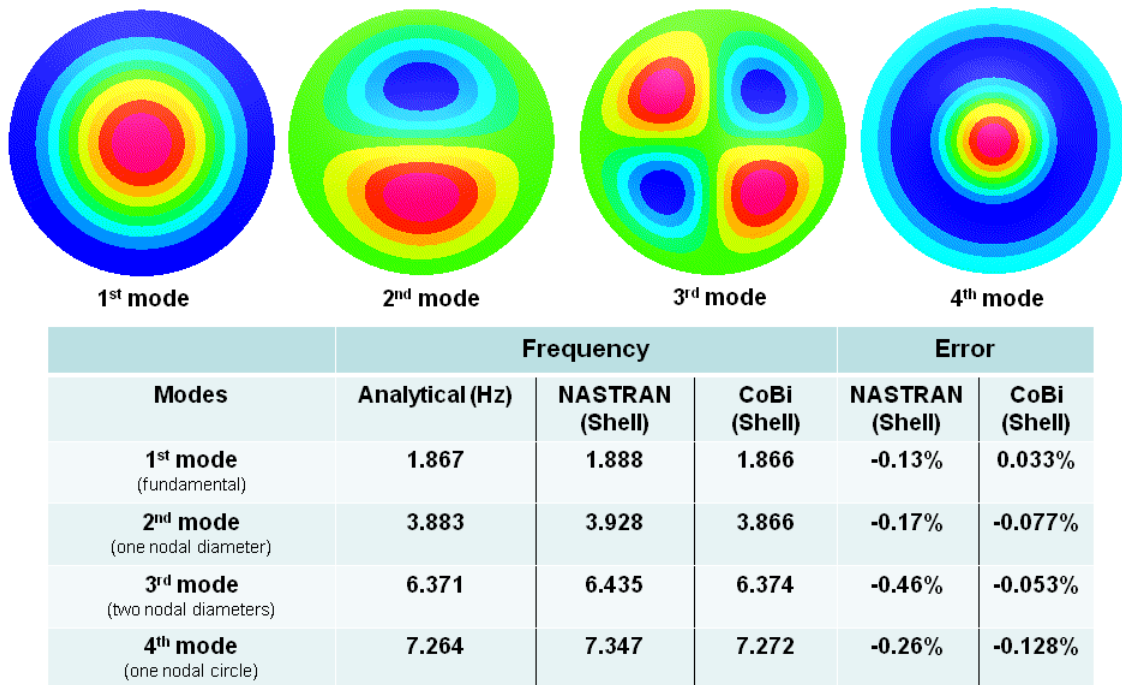 1st mode 2nd mode 3rd mode 4th mode
Frequency Error
Modes Analytical (Hz) NASTRAN (Shell) CoBi (Shell) NASTRAN (Shell) CoBi (Shell)
1st mode (fundamental) 1.867 1.888 1.866 -0.13% 0.033%
2nd mode (one nodal diameter) 3.883 3.928 3.866 -0.17% -0.077%
3rd mode (two nodal diameters) 6.371 6.435 6.374 -0.46% -0.053%
4th mode (one nodal circle) 7.264 7.347 7.272 -0.26% -0.128%